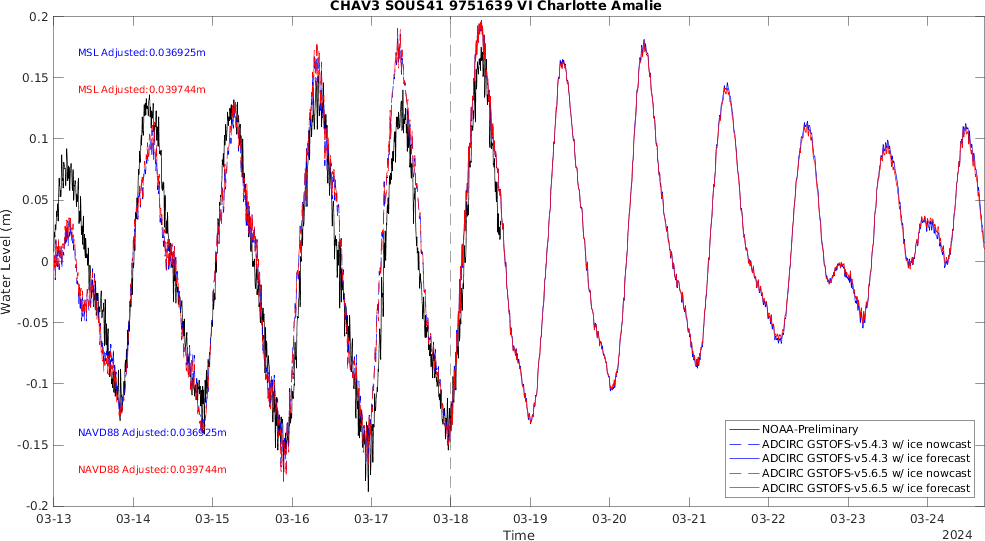 CHAV3 SOUS41 9751639 VI Charlotte Amalie
0.2
0.15
0.1
0.05
0
-0.05
-0.1
-0.15
-0.2
Water Level (m)
MSL Adjusted:0.036925m
MSL Adjusted:0.039744m
NAVD88 Adjusted:0.036925m
NAVD88 Adjusted:0.039744m
NOAA-Preliminary
ADCIRC GSTOFS-v5.4.3 w/ ice nowcast
ADCIRC GSTOFS-v5.4.3 w/ ice forecast
ADCIRC GSTOFS-v5.6.5 w/ ice nowcast
ADCIRC GSTOFS-v5.6.5 w/ ice forecast
03-13 03-14 03-15 03-16 03-17 03-18 03-19 03-20 03-21 03-22 03-23 03-24
Time
2024